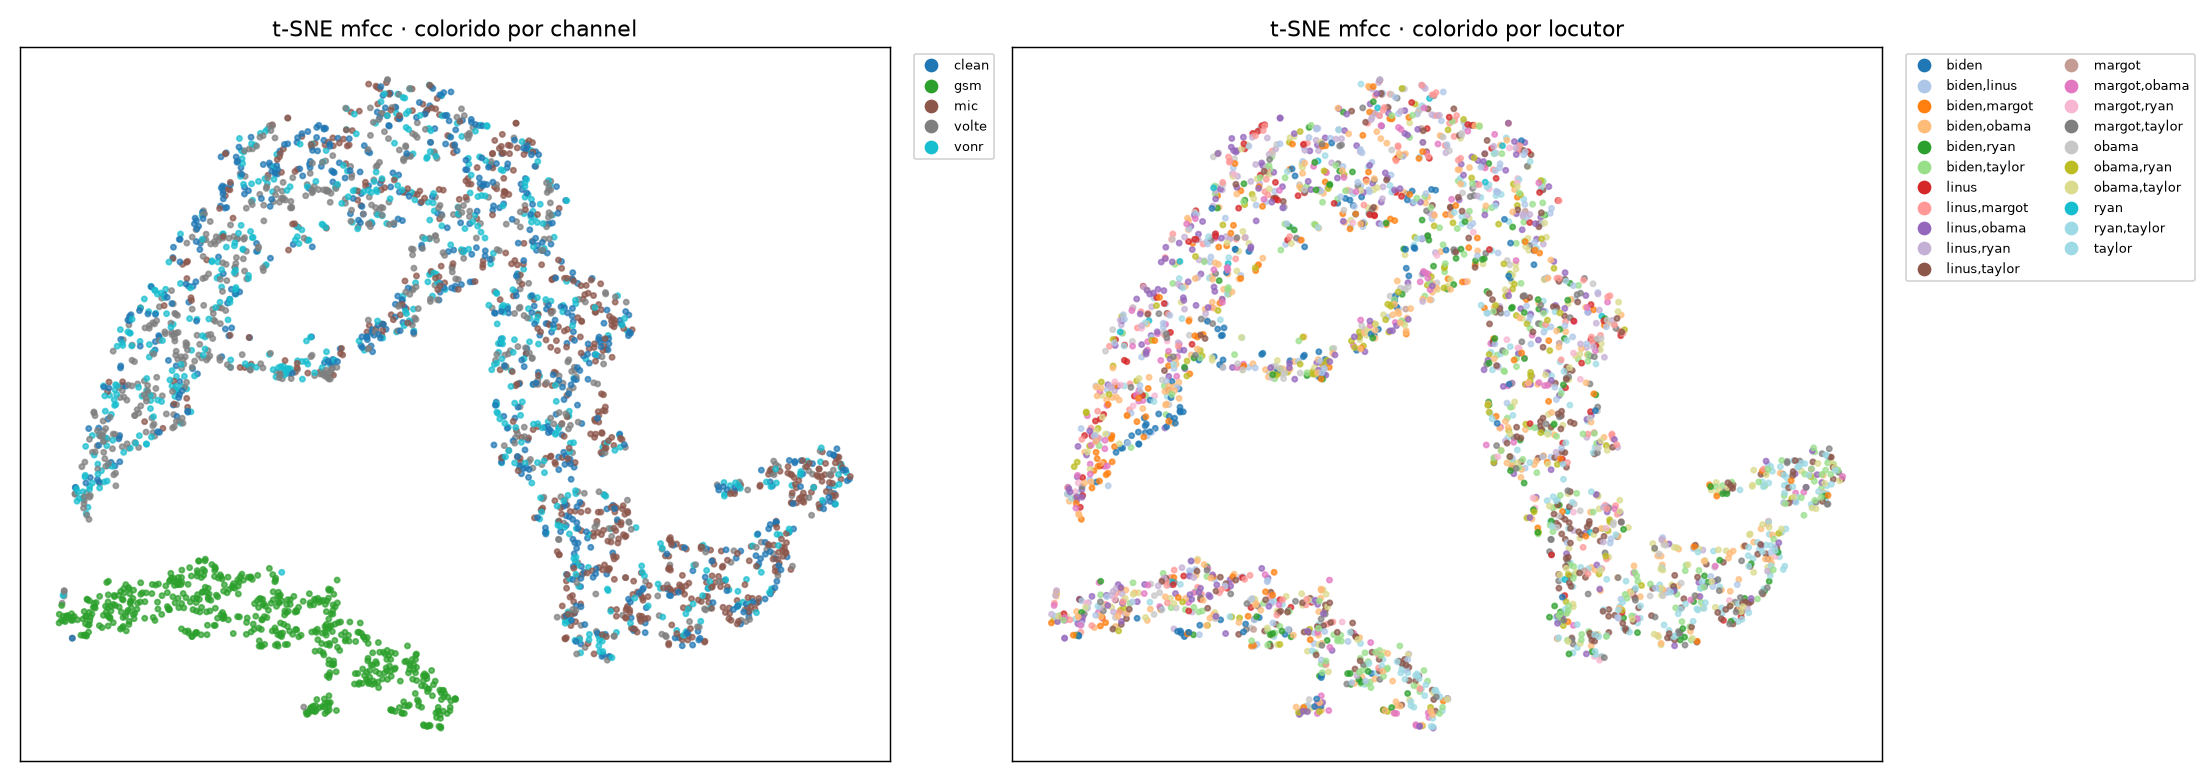 t-SNE mfcc · colorido por channel
clean
gsm
mic
volte
vonr
t-SNE mfcc · colorido por locutor
biden
biden,linus
biden,margot
biden,obama
biden,ryan
biden,taylor
linus
linus,margot
linus,obama
linus,ryan
linus,taylor
margot
margot,obama
margot,ryan
margot,taylor
obama
obama,ryan
obama,taylor
ryan
ryan,taylor
taylor